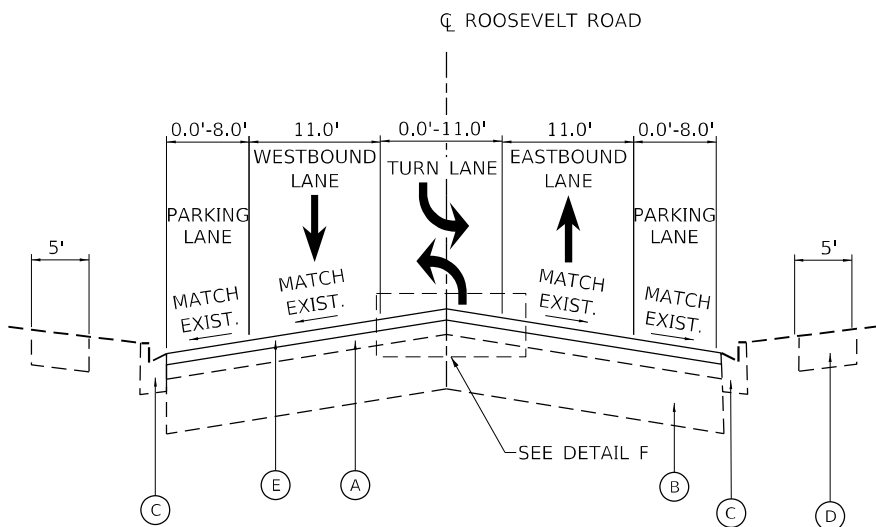 ℄ ROOSEVELT ROAD
0.0'-8.0'
11.0'
0.0'-11.0'
11.0'
0.0'-8.0'
WESTBOUND
LANE
TURN LANE
EASTBOUND
LANE
PARKING
LANE
PARKING
LANE
5'
5'
MATCH
EXIST.
MATCH
EXIST.
MATCH
EXIST.
MATCH
EXIST.
SEE DETAIL F
C
E
A
B
C
D